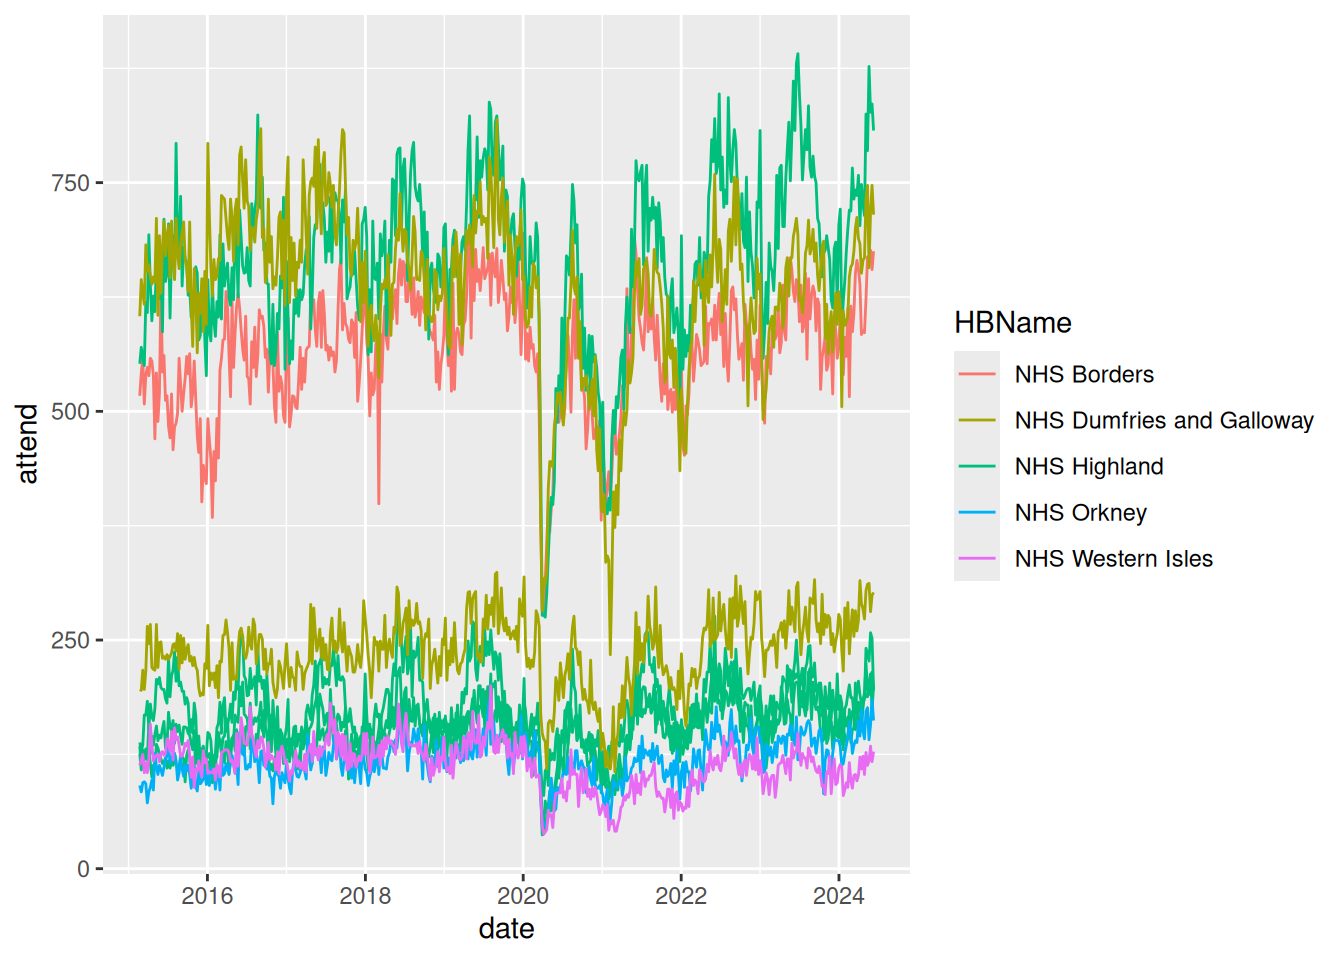 750
500
250
0
attend
2016 2018 2020 2022 2024
date
HBName
NHS Borders
NHS Dumfries and Galloway
NHS Highland
NHS Orkney
NHS Western Isles